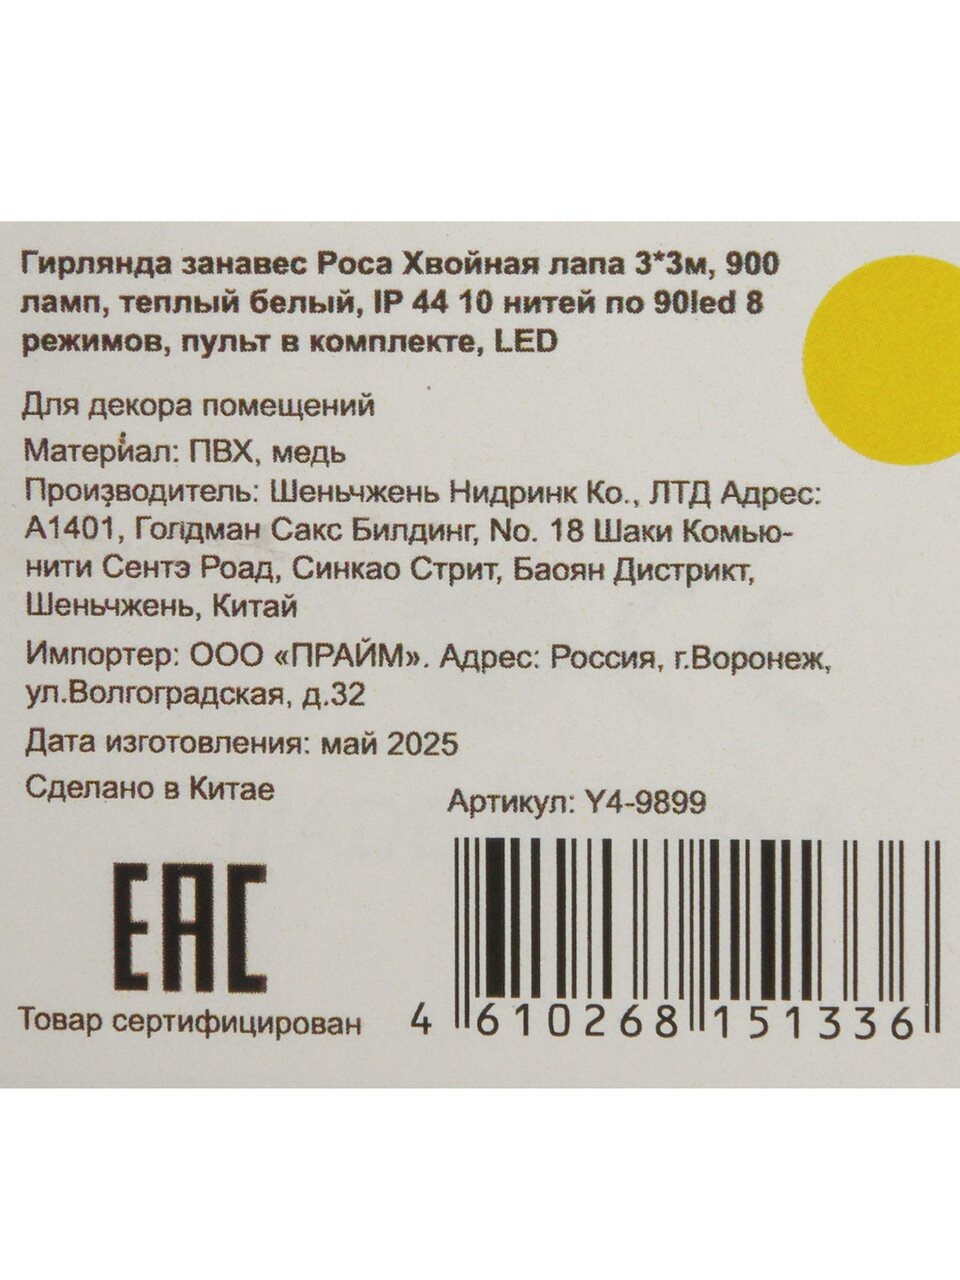 Гирлянда занавес Роса Хвойная лапа 3*3м, 900
ламп, теплый белый, IP 44 10 нитей по 90led 8
режимов, пульт в комплекте, LED
Для декора помещений
Материал: ПВХ, медь
Производитель: Шеньчжень Нидринк Ко., ЛТД Адрес:
А1401, Голдман Сакс Билдинг, No. 18 Шаки Комью-
нити Сентэ Роад, Синкао Стрит, Баоян Дистрикт,
Шеньчжень, Китай
Импортер: ООО «ПРАЙМ». Адрес: Россия, г.Воронеж,
ул.Волгоградская, д.32
Дата изготовления: май 2025
Сделано в Китае
Артикул: Y4-9899
ЕАС
Товар сертифицирован
4 610268 151336